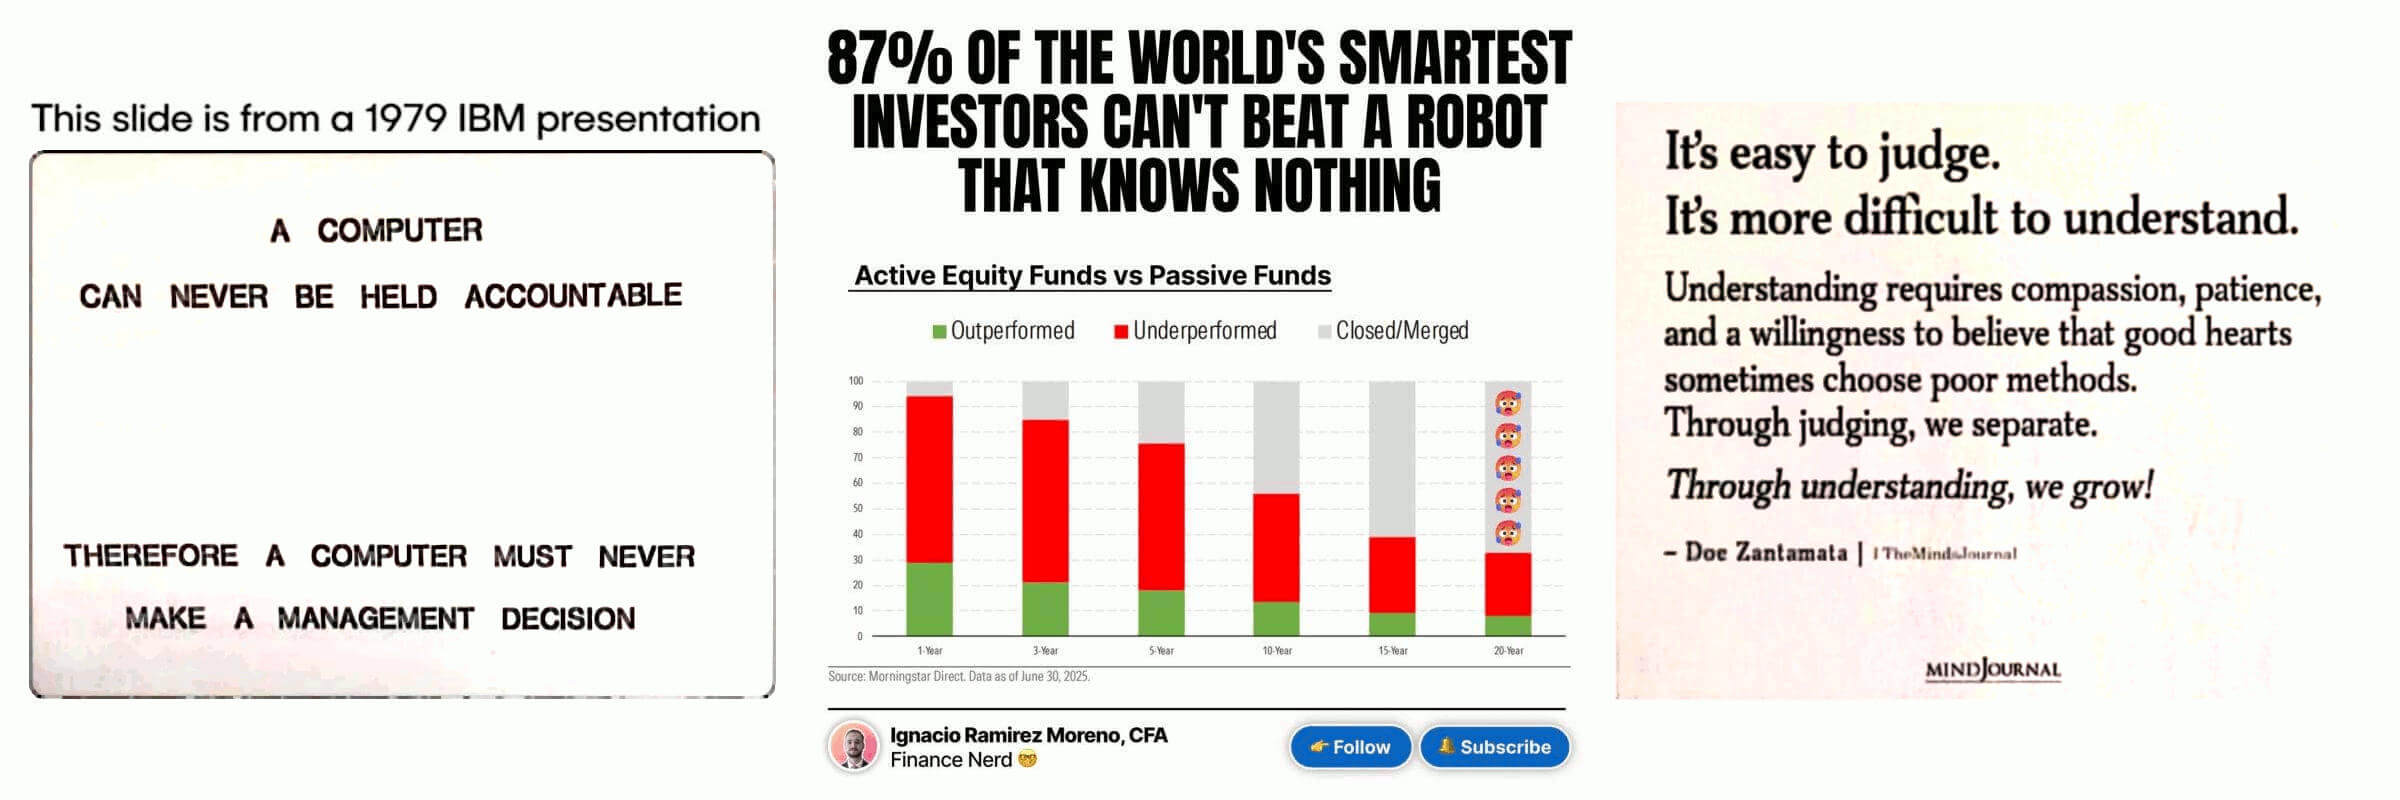 This slide is from a 1979 IBM presentation
A COMPUTER
CAN NEVER BE HELD ACCOUNTABLE
THEREFORE A COMPUTER MUST NEVER
MAKE A MANAGEMENT DECISION
87% OF THE WORLD'S SMARTEST
INVESTORS CAN'T BEAT A ROBOT
THAT KNOWS NOTHING
Active Equity Funds vs Passive Funds
Outperformed Underperformed Closed/Merged
100
90
80
70
60
50
40
30
20
10
0
1-Year 3-Year 5-Year 10-Year 15-Year 20-Year
Source: Morningstar Direct. Data as of June 30, 2025.
Ignacio Ramirez Moreno, CFA
Finance Nerd 🤓
👉 Follow 🔔 Subscribe
It's easy to judge.
It's more difficult to understand.
Understanding requires compassion, patience,
and a willingness to believe that good hearts
sometimes choose poor methods.
Through judging, we separate.
Through understanding, we grow!
– Doe Zantamata | TheMindsJournal
MINDJOURNAL